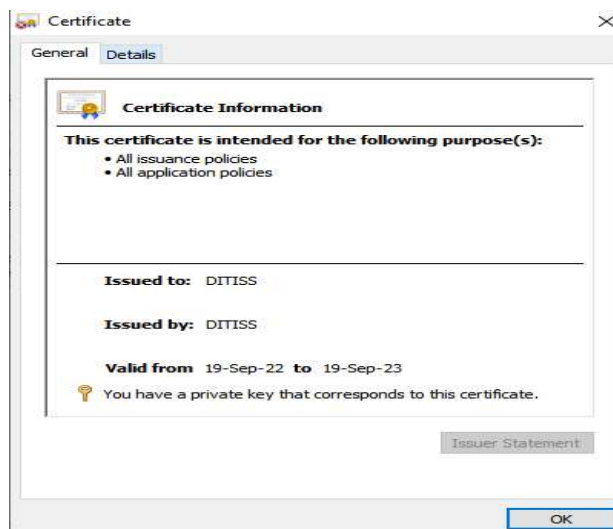 Certificate
General Details
Certificate Information
This certificate is intended for the following purpose(s):
• All issuance policies
• All application policies
Issued to: DITISS
Issued by: DITISS
Valid from 19-Sep-22 to 19-Sep-23
You have a private key that corresponds to this certificate.
Issuer Statement
OK